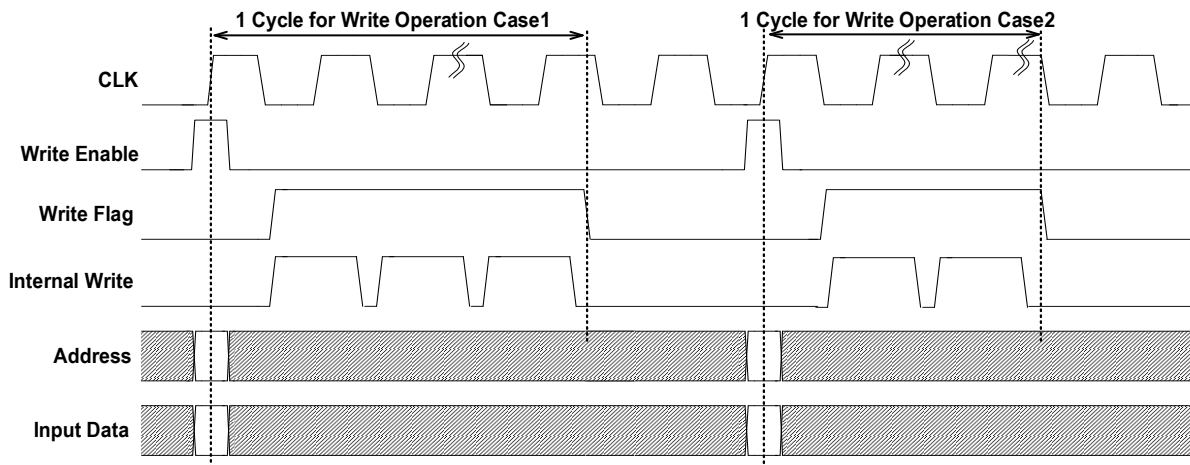 1 Cycle for Write Operation Case1
1 Cycle for Write Operation Case2
CLK
Write Enable
Write Flag
Internal Write
Address
Input Data